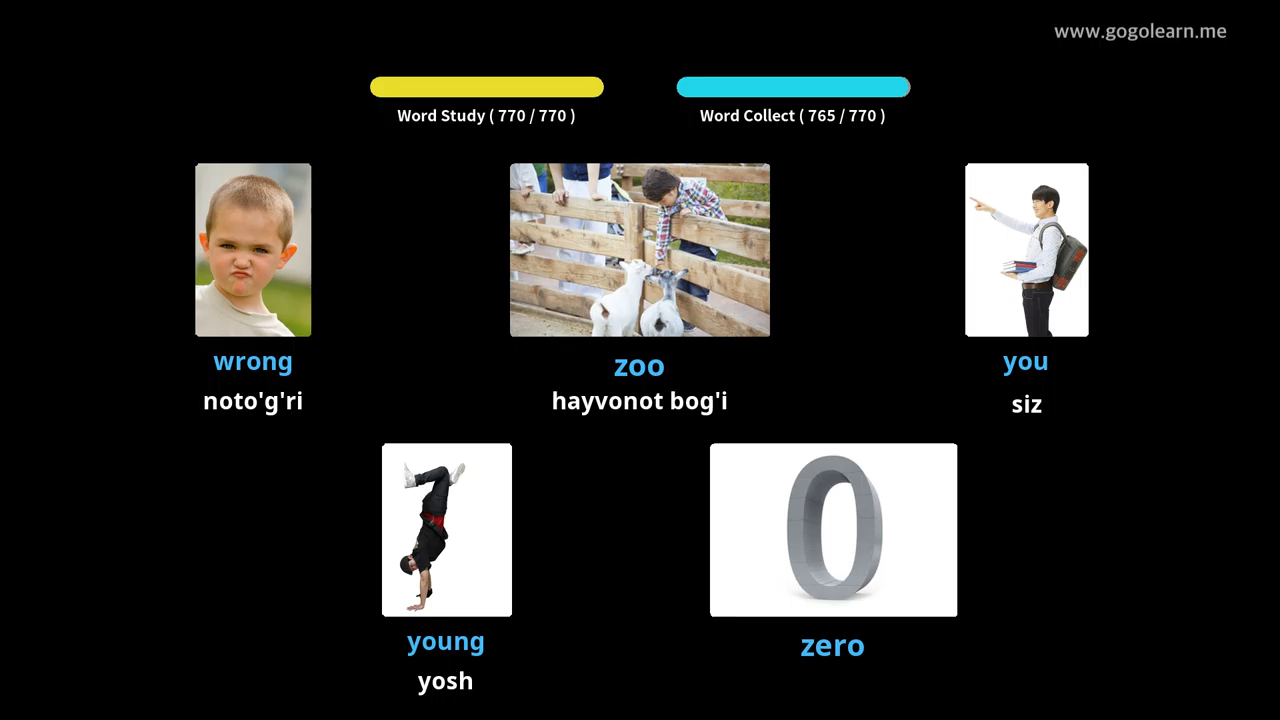 www.gogolearn.me
Word Study ( 770 / 770 )
Word Collect ( 765 / 770 )
wrong
noto'g'ri
zoo
hayvonot bog'i
you
siz
young
yosh
0
zero